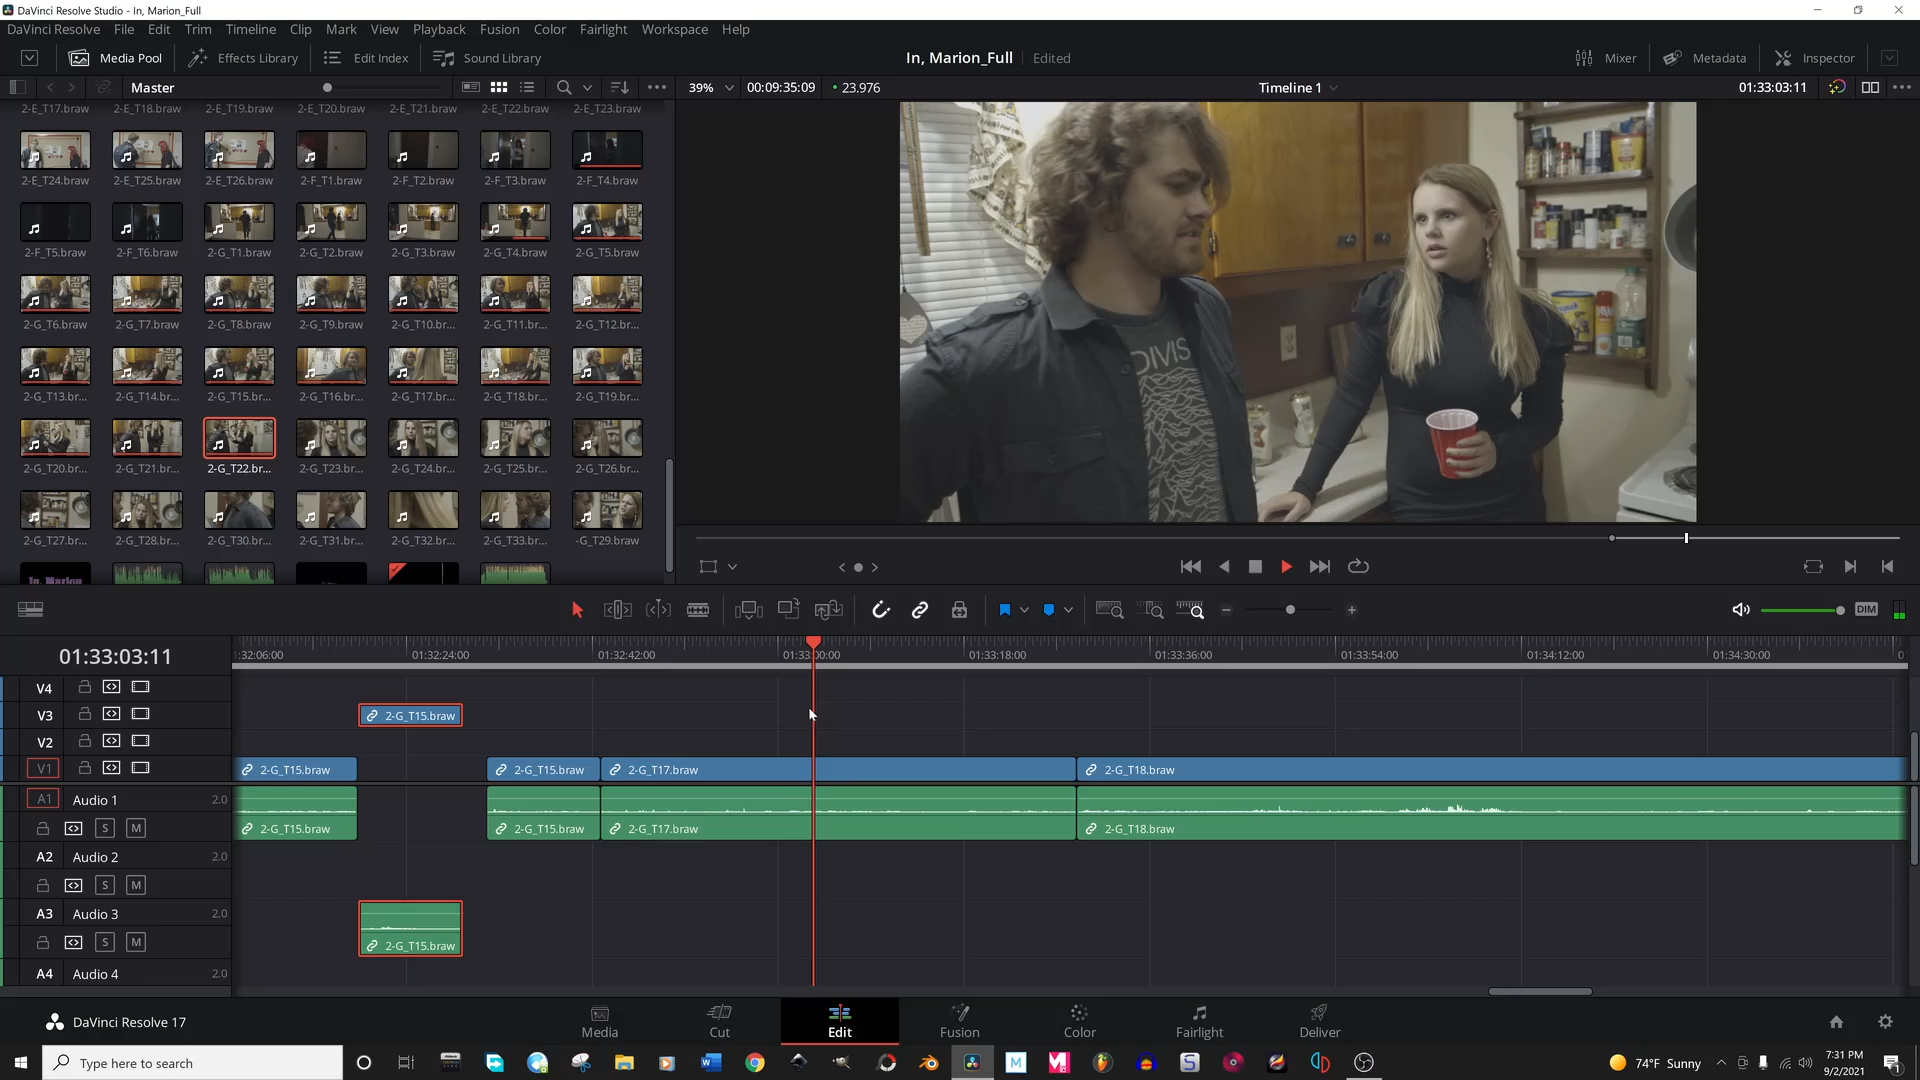 DaVinci Resolve Studio - In, Marion_Full
DaVinci Resolve File Edit Trim Timeline Clip Mark View Playback Fusion Color Fairlight Workspace Help
Media Pool Effects Library Edit Index Sound Library In, Marion_Full Edited Mixer Metadata Inspector
Master 39% 00:09:35:09 23.976 Timeline 1 01:33:03:11
2-E_T17.braw 2-E_T18.braw 2-E_T19.braw 2-E_T20.braw 2-E_T21.braw 2-E_T22.braw 2-E_T23.braw
2-E_T24.braw 2-E_T25.braw 2-E_T26.braw 2-F_T1.braw 2-F_T2.braw 2-F_T3.braw 2-F_T4.braw
2-F_T5.braw 2-F_T6.braw 2-G_T1.braw 2-G_T2.braw 2-G_T3.braw 2-G_T4.braw 2-G_T5.braw
2-G_T6.braw 2-G_T7.braw 2-G_T8.braw 2-G_T9.braw 2-G_T10.br... 2-G_T11.br... 2-G_T12.br...
2-G_T13.br... 2-G_T14.br... 2-G_T15.br... 2-G_T16.br... 2-G_T17.br... 2-G_T18.br... 2-G_T19.br...
2-G_T20.br... 2-G_T21.br... 2-G_T22.br... 2-G_T23.br... 2-G_T24.br... 2-G_T25.br... 2-G_T26.br...
2-G_T27.br... 2-G_T28.br... 2-G_T30.br... 2-G_T31.br... 2-G_T32.br... 2-G_T33.br... -G_T29.braw
In, Marion
DIVIS
DIM
01:33:03:11 :32:06:00 01:32:24:00 01:32:42:00 01:33:00:00 01:33:18:00 01:33:36:00 01:33:54:00 01:34:12:00 01:34:30:00
V4
V3 2-G_T15.braw
V2
V1 2-G_T15.braw 2-G_T15.braw 2-G_T17.braw 2-G_T18.braw
A1 Audio 1 2.0
S M 2-G_T15.braw 2-G_T15.braw 2-G_T17.braw 2-G_T18.braw
A2 Audio 2 2.0
S M
A3 Audio 3 2.0
S M 2-G_T15.braw
A4 Audio 4 2.0
DaVinci Resolve 17 Media Cut Edit Fusion Color Fairlight Deliver
Type here to search 74°F Sunny 7:31 PM
9/2/2021